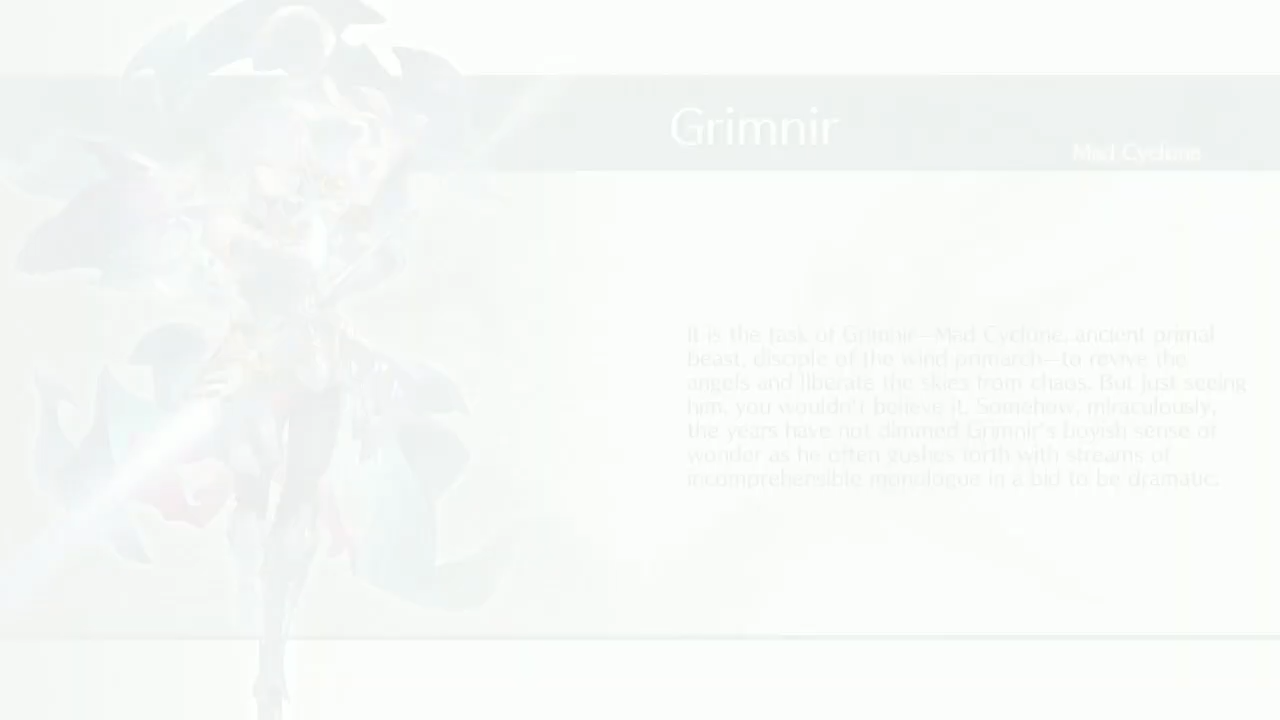 Grimnir
Mad Cyclone
It is the task of Grimnir—Mad Cyclone, ancient primal
beast, disciple of the wind primarch—to revive the
angels and liberate the skies from chaos. But just seeing
him, you wouldn't believe it. Somehow, miraculously,
the years have not dimmed Grimnir's boyish sense of
wonder as he often gushes forth with streams of
incomprehensible monologue in a bid to be dramatic.